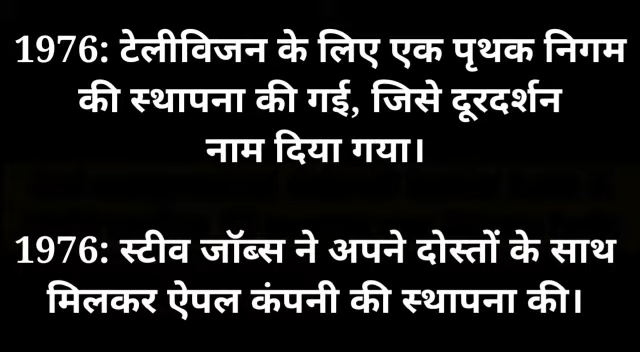 1976: टेलीविजन के लिए एक पृथक निगम
की स्थापना की गई, जिसे दूरदर्शन
नाम दिया गया।
1976: स्टीव जॉब्स ने अपने दोस्तों के साथ
मिलकर ऐपल कंपनी की स्थापना की।